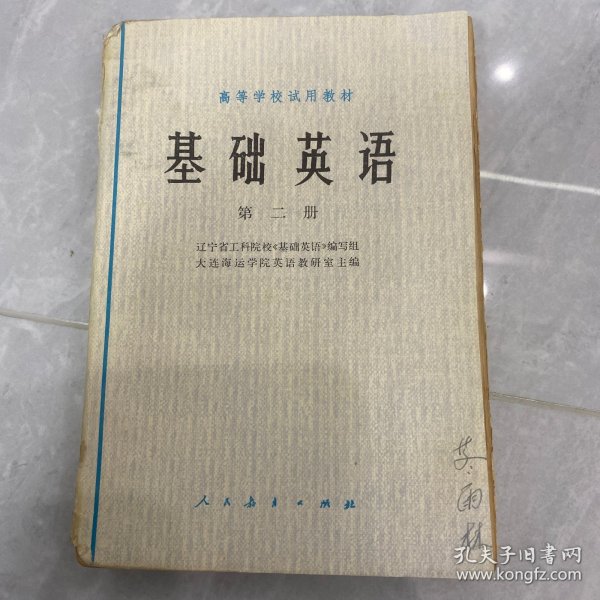 高等学校试用教材
基础英语
第二册
辽宁省工科院校《基础英语》编写组
大连海运学院英语教研室主编
人民教育出版社
雨林
孔夫子旧书网
www.kongfz.com